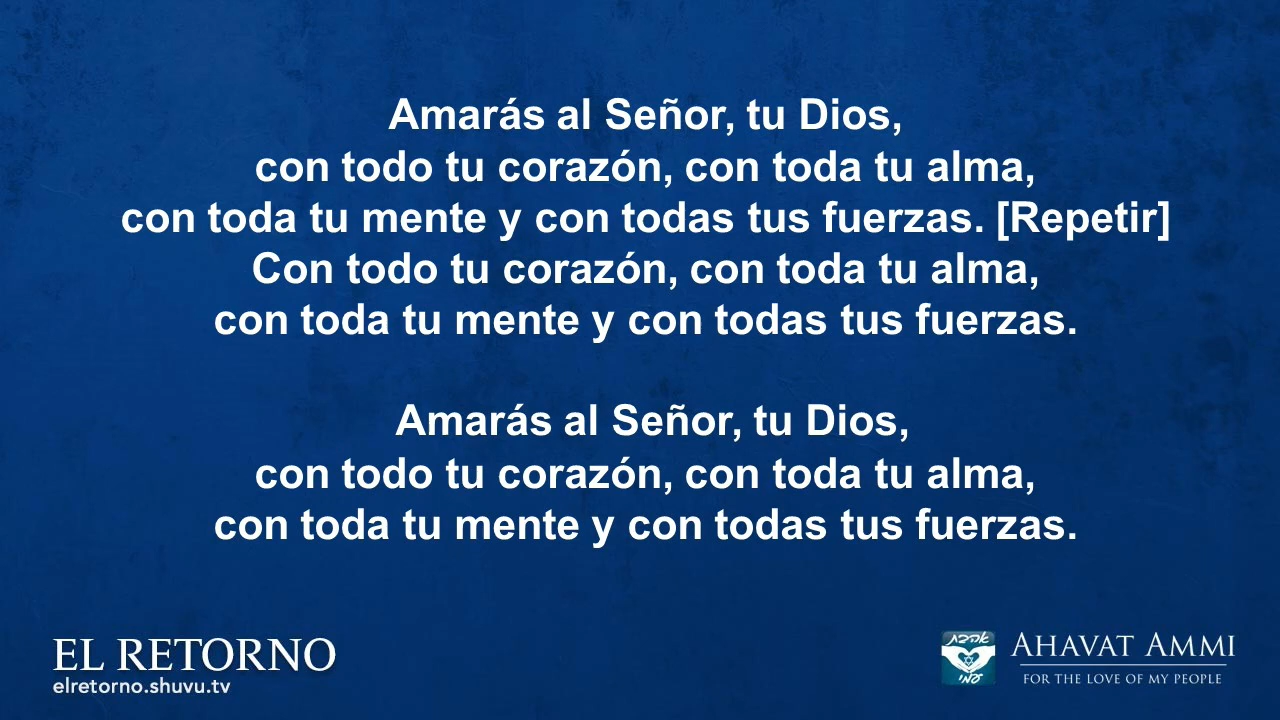 Amarás al Señor, tu Dios,
con todo tu corazón, con toda tu alma,
con toda tu mente y con todas tus fuerzas. [Repetir]
Con todo tu corazón, con toda tu alma,
con toda tu mente y con todas tus fuerzas.
Amarás al Señor, tu Dios,
con todo tu corazón, con toda tu alma,
con toda tu mente y con todas tus fuerzas.
EL RETORNO
elretorno.shuvu.tv
אהבת
עמי
AHAVAT AMMI
FOR THE LOVE OF MY PEOPLE